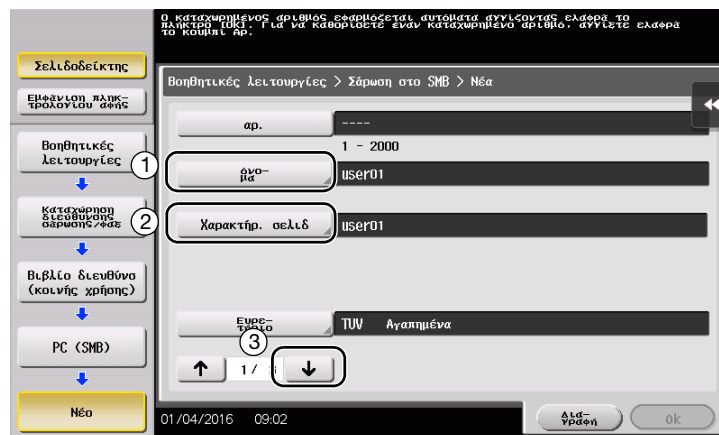 Ο καταχωρημένος αριθμός εφαρμόζεται αυτόματα αγγίζοντας ελαφρά το
πλήκτρο [OK]. Για να καθορίσετε έναν καταχωρημένο αριθμό, αγγίξτε ελαφρά
το κουμπί Αρ.
Σελιδοδείκτης
Εμφάνιση πληκ-
τρολογίου αφής
Βοηθητικές λειτουργίες > Σάρωση στο SMB > Νέα
αρ.
----
1 - 2000
Βοηθητικές
λειτουργίες
1
όνο-
μα
user01
Καταχώρηση
διεύθυνσης
σάρωσης/φαξ
2
Χαρακτήρ. σελιδ
user01
Βιβλίο διευθύνσ
(κοινής χρήσης)
Ευρε-
τήριο
TUV Αγαπημένα
3
PC (SMB)
1/
Νέο
01/04/2016 09:02
Δια-
γραφή
ok